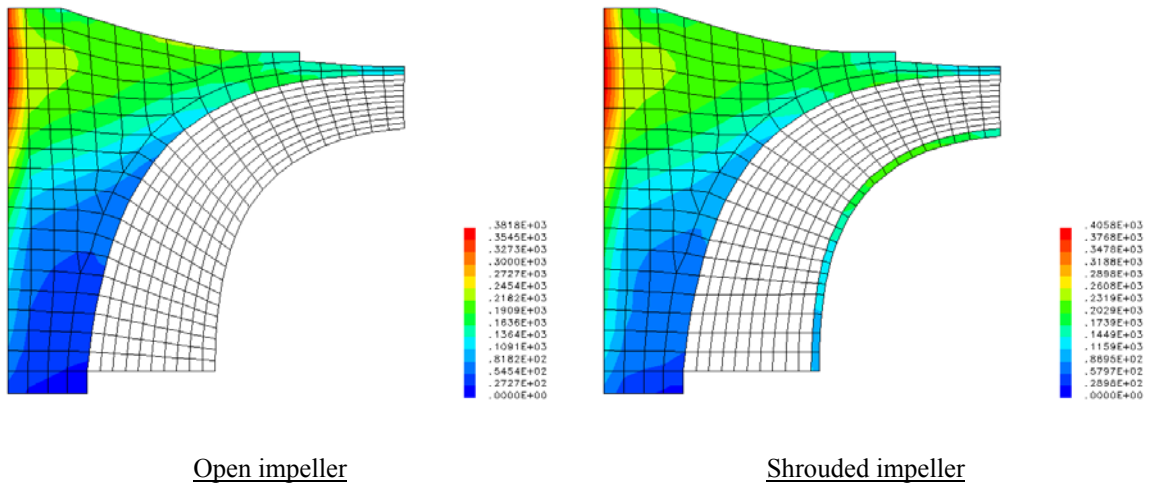 .3818E+03
.3545E+03
.3273E+03
.3000E+03
.2727E+03
.2454E+03
.2182E+03
.1909E+03
.1636E+03
.1364E+03
.1091E+03
.8182E+02
.5454E+02
.2727E+02
.0000E+00
.4058E+03
.3768E+03
.3478E+03
.3188E+03
.2898E+03
.2608E+03
.2319E+03
.2029E+03
.1739E+03
.1449E+03
.1159E+03
.8695E+02
.5797E+02
.2898E+02
.0000E+00
Open impeller
Shrouded impeller